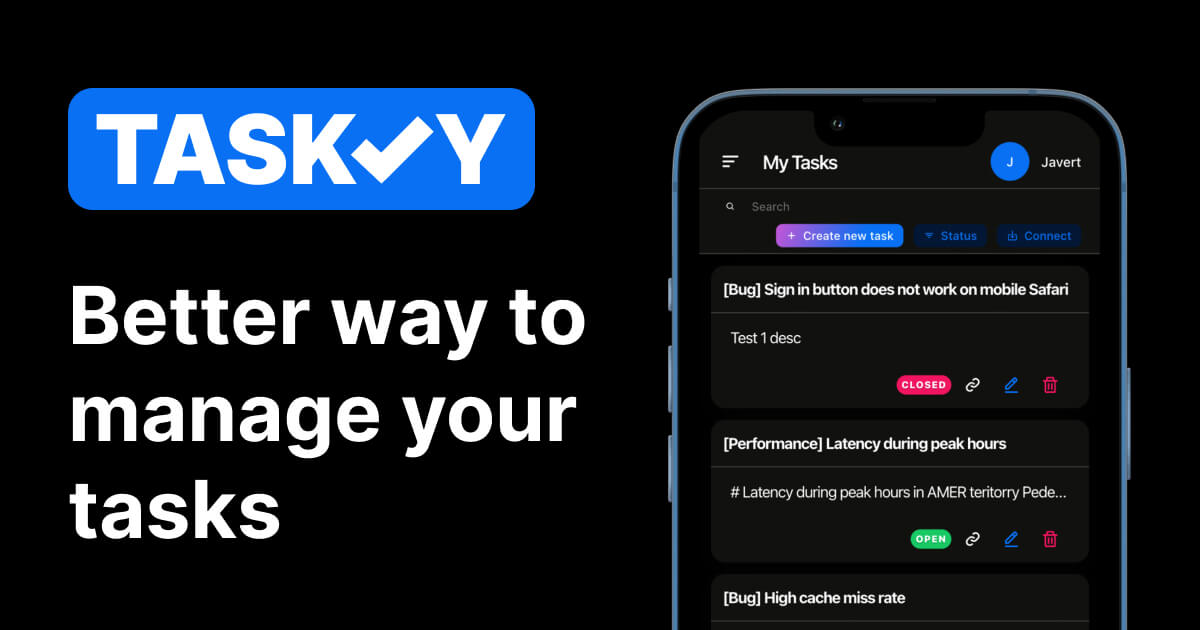 TASK✓Y
Better way to
manage your
tasks
My Tasks
J
Javert
Search
+ Create new task
Status
Connect
[Bug] Sign in button does not work on mobile Safari
Test 1 desc
CLOSED
[Performance] Latency during peak hours
# Latency during peak hours in AMER teritorry Pede...
OPEN
[Bug] High cache miss rate